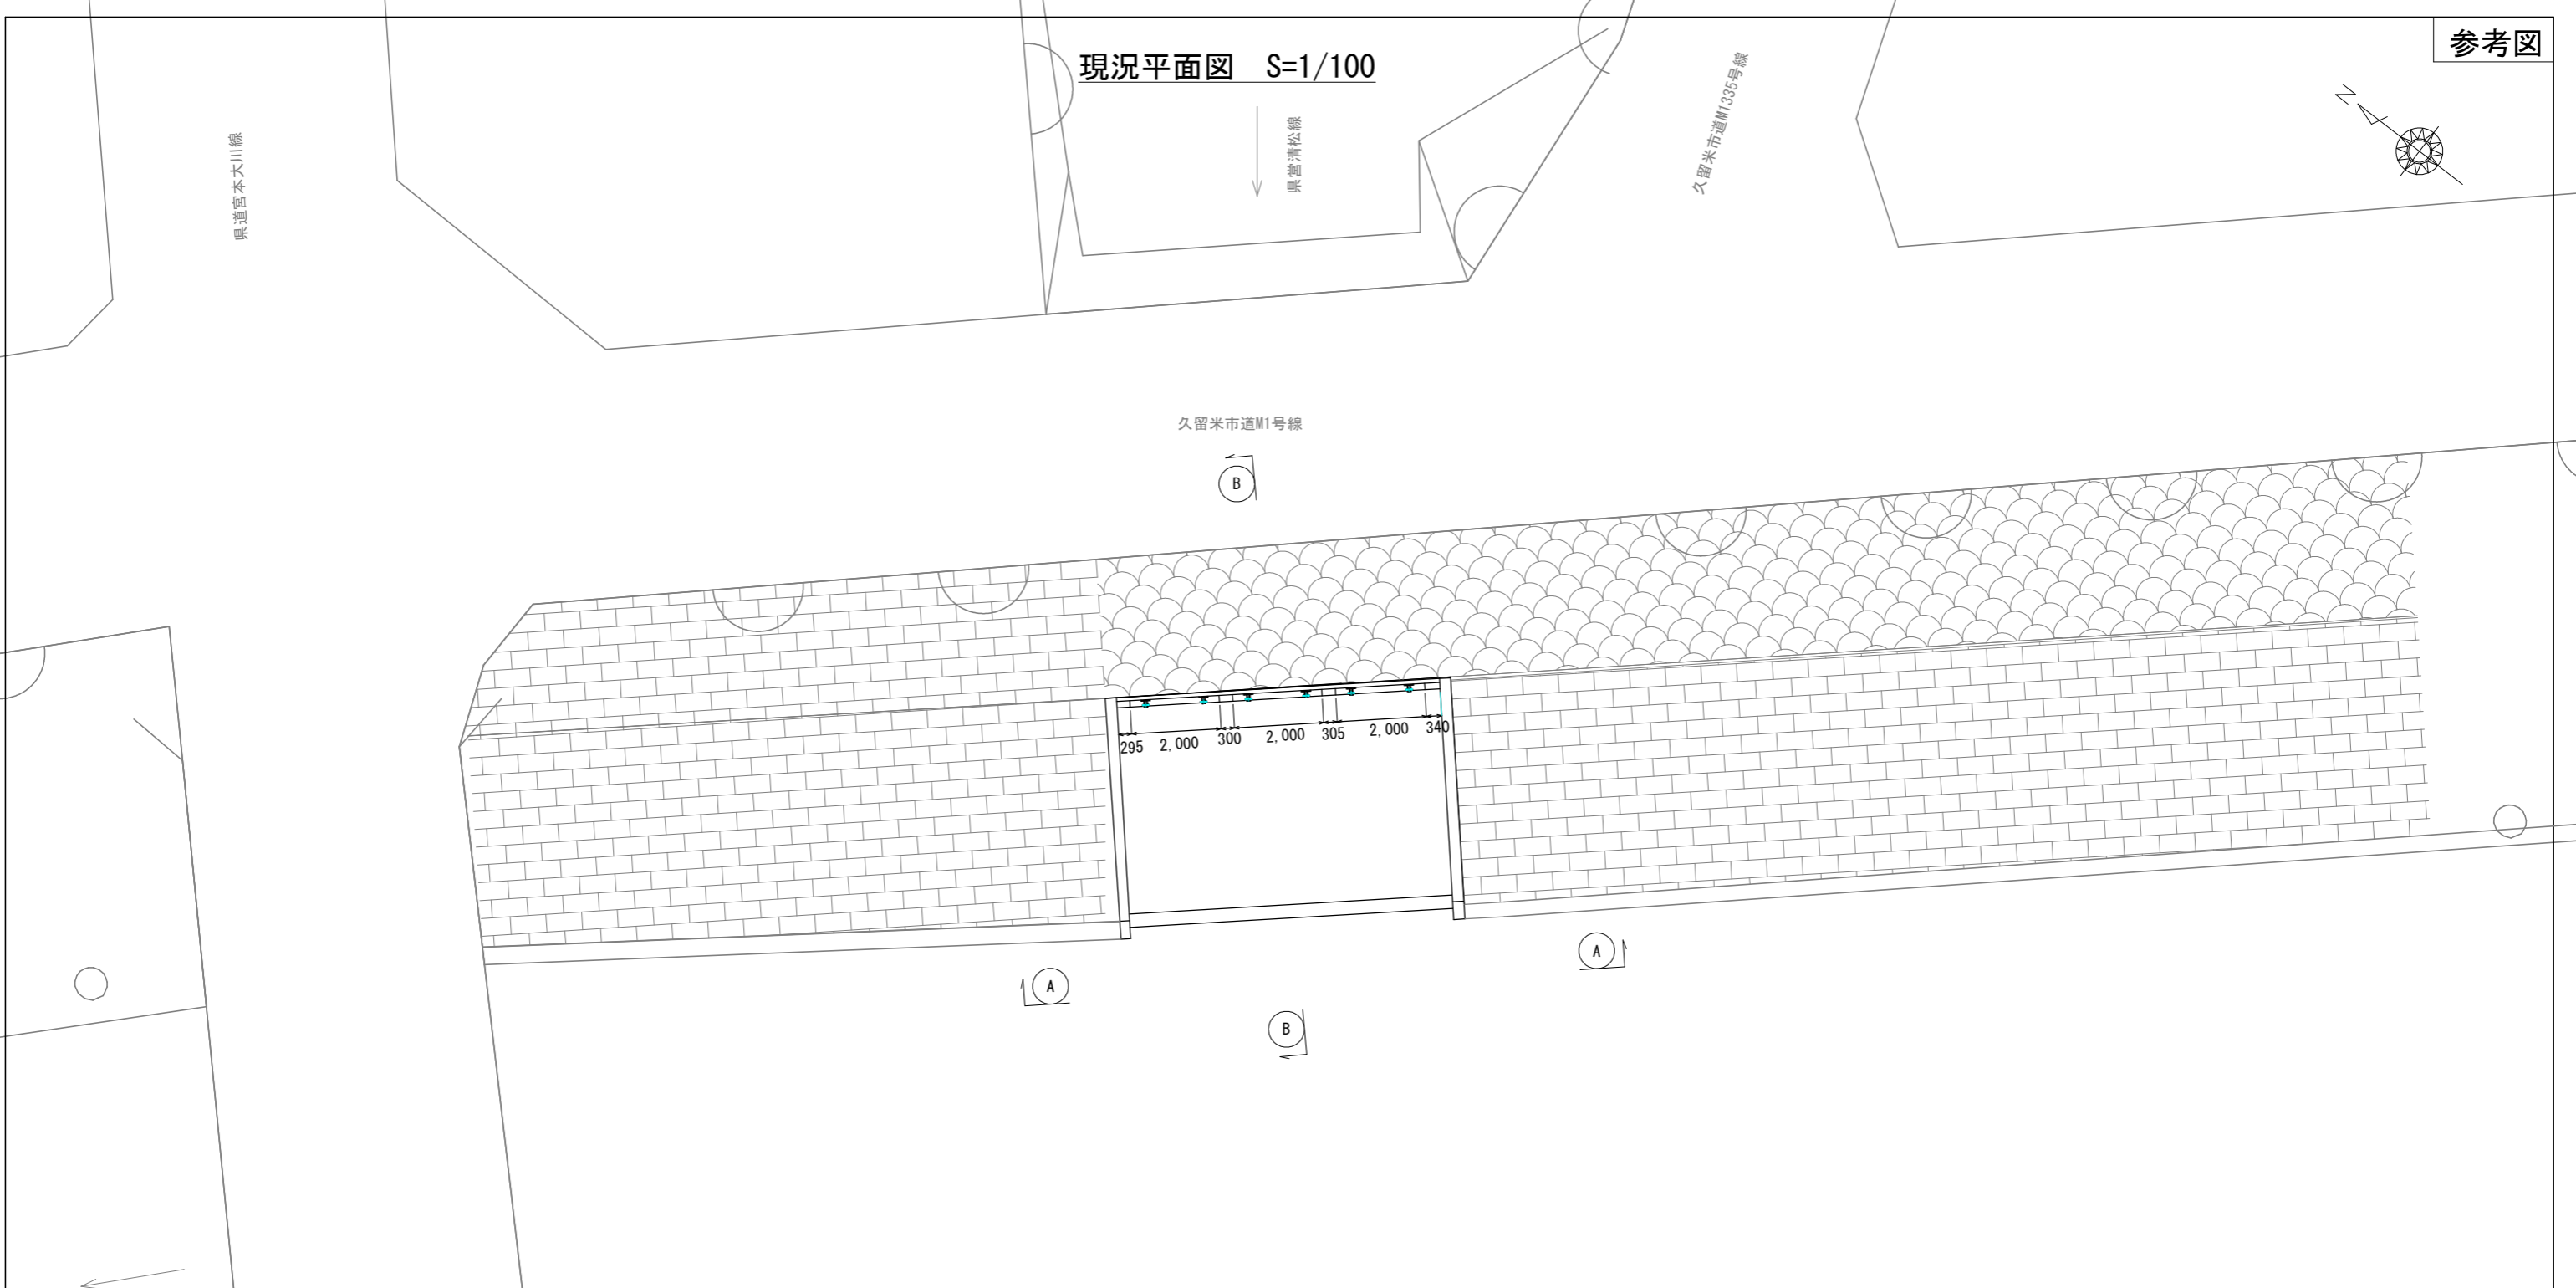 参考図
現況平面図 S=1/100
N
県道宮本大川線
県営清松線
久留米市道M1335号線
久留米市道M1号線
B
295 2,000 300 2,000 305 2,000 340
A
A
B